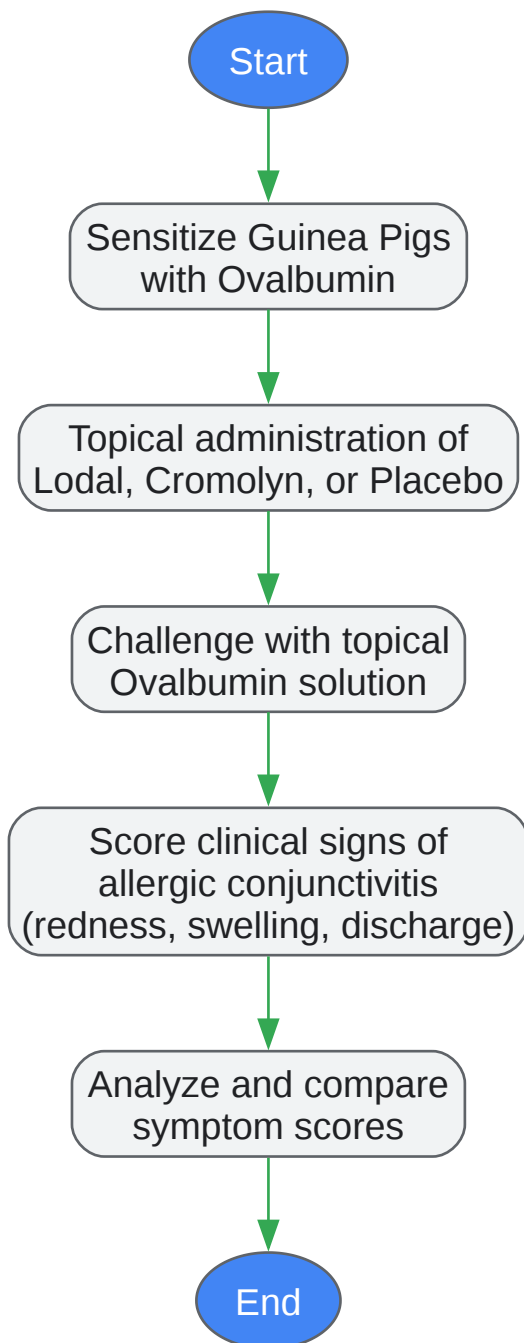 Start
Sensitize Guinea Pigs
with Ovalbumin
Topical administration of
Lodal, Cromolyn, or Placebo
Challenge with topical
Ovalbumin solution
Score clinical signs of
allergic conjunctivitis
(redness, swelling, discharge)
Analyze and compare
symptom scores
End